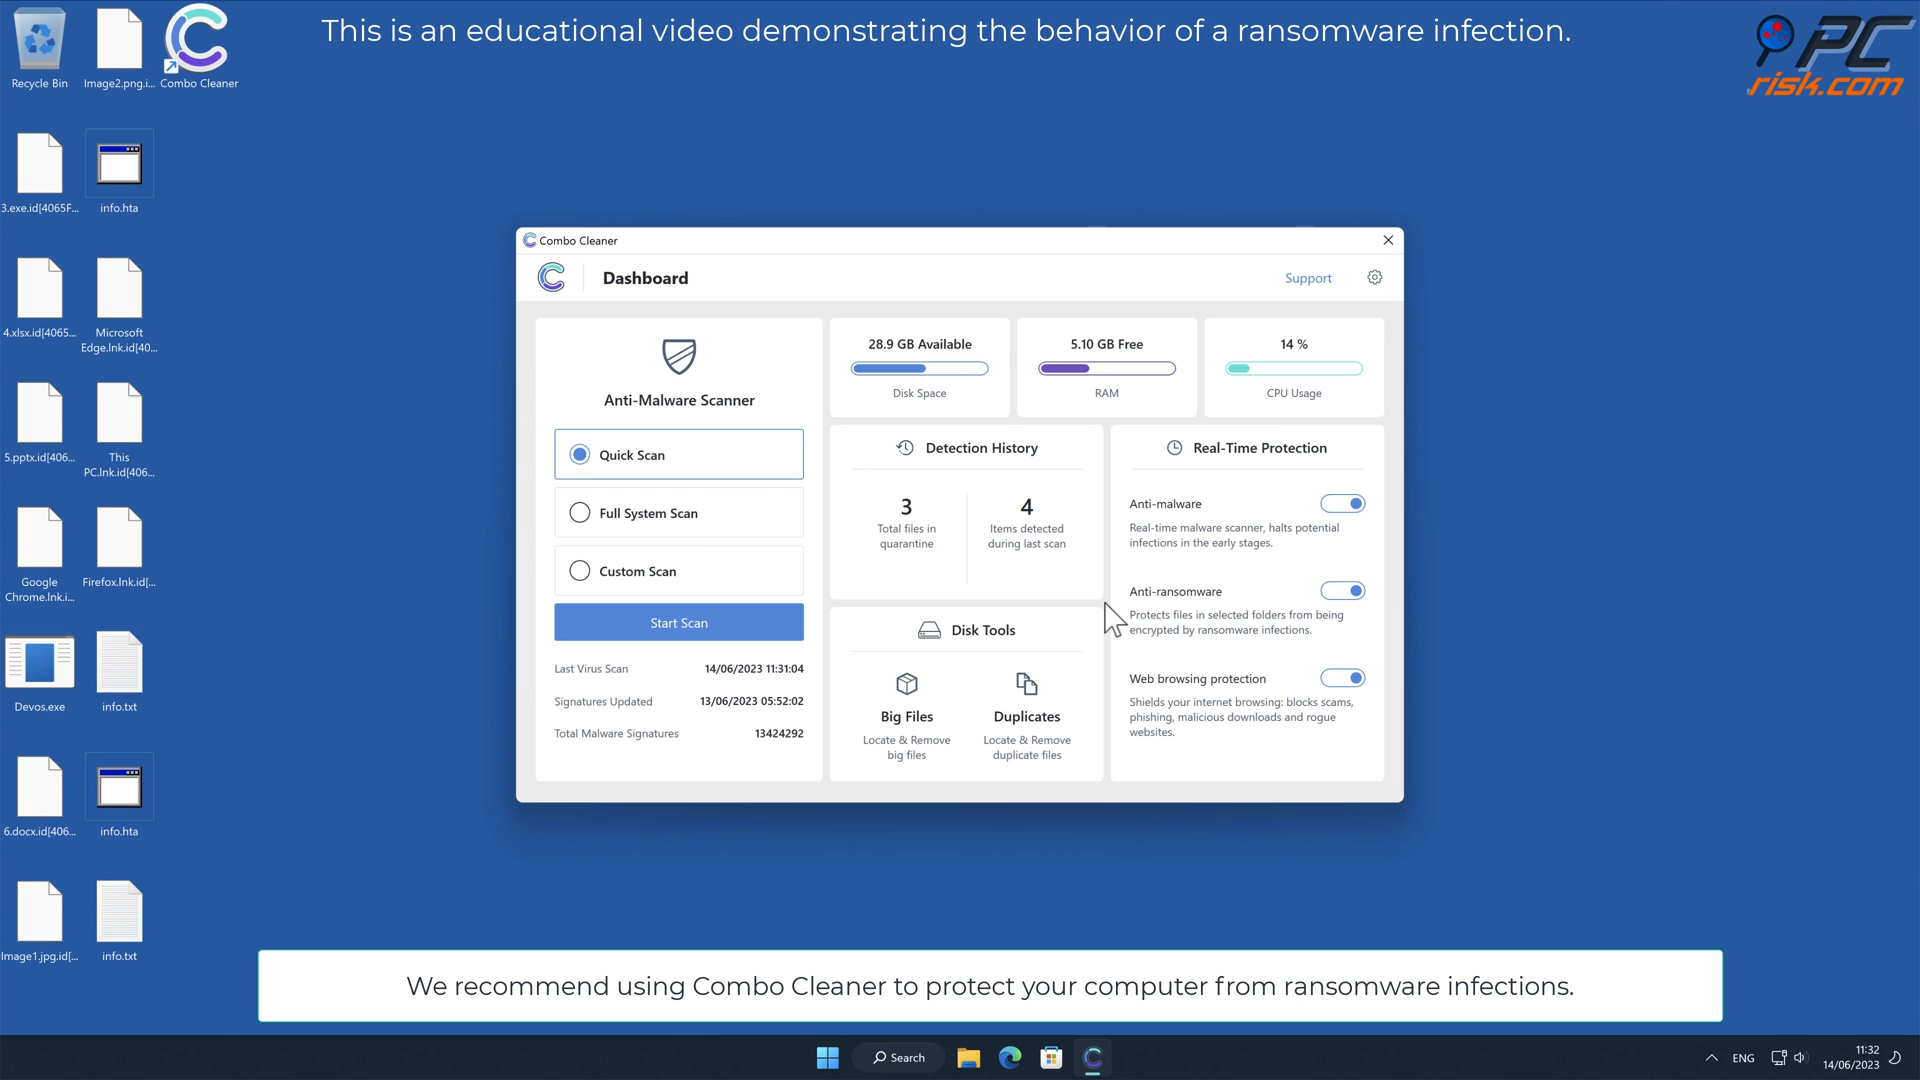 This is an educational video demonstrating the behavior of a ransomware infection.
PC
risk.com
Recycle Bin
Image2.png.i...
Combo Cleaner
3.exe.id[4065F...
info.hta
4.xlsx.id[4065...
Microsoft
Edge.lnk.id[40...
5.pptx.id[406...
This
PC.lnk.id[406...
Google
Chrome.lnk.i...
Firefox.lnk.id[...
Devos.exe
info.txt
6.docx.id[406...
info.hta
Image1.jpg.id[...
info.txt
Combo Cleaner
Dashboard
Support
Anti-Malware Scanner
Quick Scan
Full System Scan
Custom Scan
Start Scan
Last Virus Scan 14/06/2023 11:31:04
Signatures Updated 13/06/2023 05:52:02
Total Malware Signatures 13424292
28.9 GB Available
Disk Space
5.10 GB Free
RAM
14 %
CPU Usage
Detection History
3
Total files in
quarantine
4
Items detected
during last scan
Disk Tools
Big Files
Locate & Remove
big files
Duplicates
Locate & Remove
duplicate files
Real-Time Protection
Anti-malware
Real-time malware scanner, halts potential
infections in the early stages.
Anti-ransomware
Protects files in selected folders from being
encrypted by ransomware infections.
Web browsing protection
Shields your internet browsing: blocks scams,
phishing, malicious downloads and rogue
websites.
We recommend using Combo Cleaner to protect your computer from ransomware infections.
Search
ENG
11:32
14/06/2023